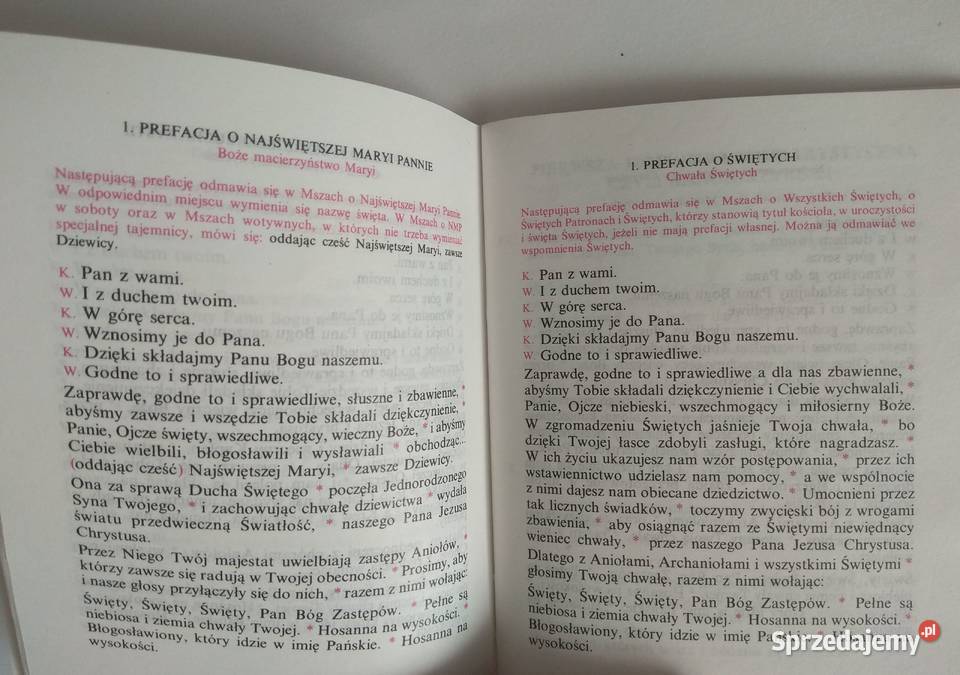 1. PREFACJA O NAJŚWIĘTSZEJ MARYI PANNIE
Boże macierzyństwo Maryi
Następującą prefację odmawia się w Mszach o Najświętszej Maryi Pannie.
W odpowiednim miejscu wymienia się nazwę święta. W Mszach o NMP
w soboty oraz w Mszach wotywnych, w których nie trzeba wymieniać
specjalnej tajemnicy, mówi się: oddając cześć Najświętszej Maryi, zawsze
Dziewicy.
K. Pan z wami.
W. I z duchem twoim.
K. W górę serca.
W. Wznosimy je do Pana.
K. Dzięki składajmy Panu Bogu naszemu.
W. Godne to i sprawiedliwe.
Zaprawdę, godne to i sprawiedliwe, słuszne i zbawienne, *
abyśmy zawsze i wszędzie Tobie składali dziękczynienie, *
Panie, Ojcze święty, wszechmogący, wieczny Boże, * i abyśmy
Ciebie wielbili, błogosławili i wysławiali * obchodząc...
(oddając cześć) Najświętszej Maryi, * zawsze Dziewicy.
Ona za sprawą Ducha Świętego * poczęła Jednorodzonego
Syna Twojego, * i zachowując chwałę dziewictwa * wydała
światu przedwieczną Światłość, * naszego Pana Jezusa
Chrystusa.
Przez Niego Twój majestat uwielbiają zastępy Aniołów, *
którzy zawsze się radują w Twojej obecności. * Prosimy, aby
i nasze głosy przyłączyły się do nich, * razem z nimi wołając:
Święty, Święty, Święty, Pan Bóg Zastępów. * Pełne są
niebiosa i ziemia chwały Twojej. * Hosanna na wysokości. *
Błogosławiony, który idzie w imię Pańskie. * Hosanna na
wysokości.
1. PREFACJA O ŚWIĘTYCH
Chwała Świętych
Następującą prefację odmawia się w Mszach o Wszystkich Świętych, o
Świętych Patronach i Świętych, którzy stanowią tytuł kościoła, w uroczystości
i święta Świętych, jeżeli nie mają prefacji własnej. Można ją odmawiać we
wspomnienia Świętych.
K. Pan z wami.
W. I z duchem twoim.
K. W górę serca.
W. Wznosimy je do Pana.
K. Dzięki składajmy Panu Bogu naszemu.
W. Godne to i sprawiedliwe.
Zaprawdę, godne to i sprawiedliwe a dla nas zbawienne, *
abyśmy Tobie składali dziękczynienie i Ciebie wychwalali, *
Panie, Ojcze niebieski, wszechmogący i miłosierny Boże.
W zgromadzeniu Świętych jaśnieje Twoja chwała, * bo
dzięki Twojej łasce zdobyli zasługi, które nagradzasz. *
W ich życiu ukazujesz nam wzór postępowania, * przez ich
wstawiennictwo udzielasz nam pomocy, * a we wspólnocie
z nimi dajesz nam obiecane dziedzictwo. * Umocnieni przez
tak licznych świadków, * toczymy zwycięski bój z wrogami
zbawienia, * aby osiągnąć razem ze Świętymi niewiędnący
wieniec chwały, * przez naszego Pana Jezusa Chrystusa.
Dlatego z Aniołami, Archaniołami i wszystkimi Świętymi *
głosimy Twoją chwałę, razem z nimi wołając:
Święty, Święty, Święty, Pan Bóg Zastępów. * Pełne są
niebiosa i ziemia chwały Twojej. * Hosanna na wysokości. *
Błogosławiony, który idzie w imię Pańskie. * Hosanna na
wysokości.
Sprzedajemy.pl